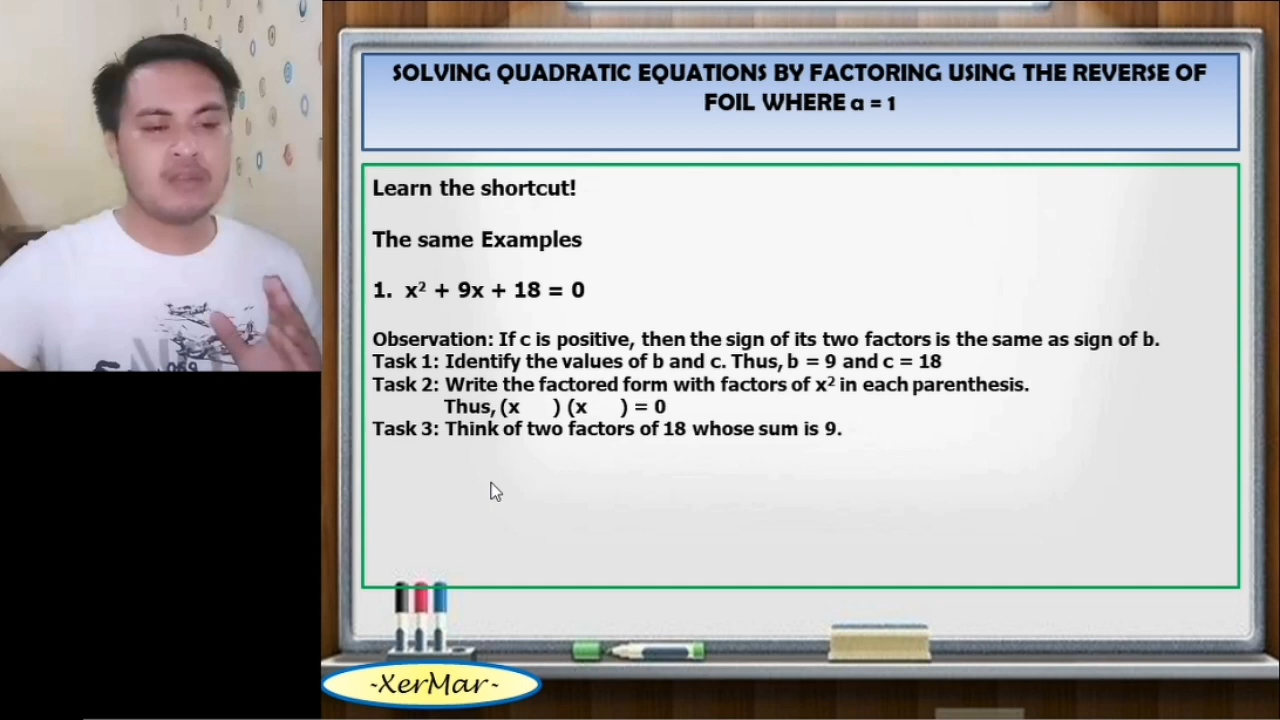 SOLVING QUADRATIC EQUATIONS BY FACTORING USING THE REVERSE OF
FOIL WHERE a = 1
Learn the shortcut!
The same Examples
1. x² + 9x + 18 = 0
Observation: If c is positive, then the sign of its two factors is the same as sign of b.
Task 1: Identify the values of b and c. Thus, b = 9 and c = 18
Task 2: Write the factored form with factors of x² in each parenthesis.
Thus, (x ) (x ) = 0
Task 3: Think of two factors of 18 whose sum is 9.
-XerMar-